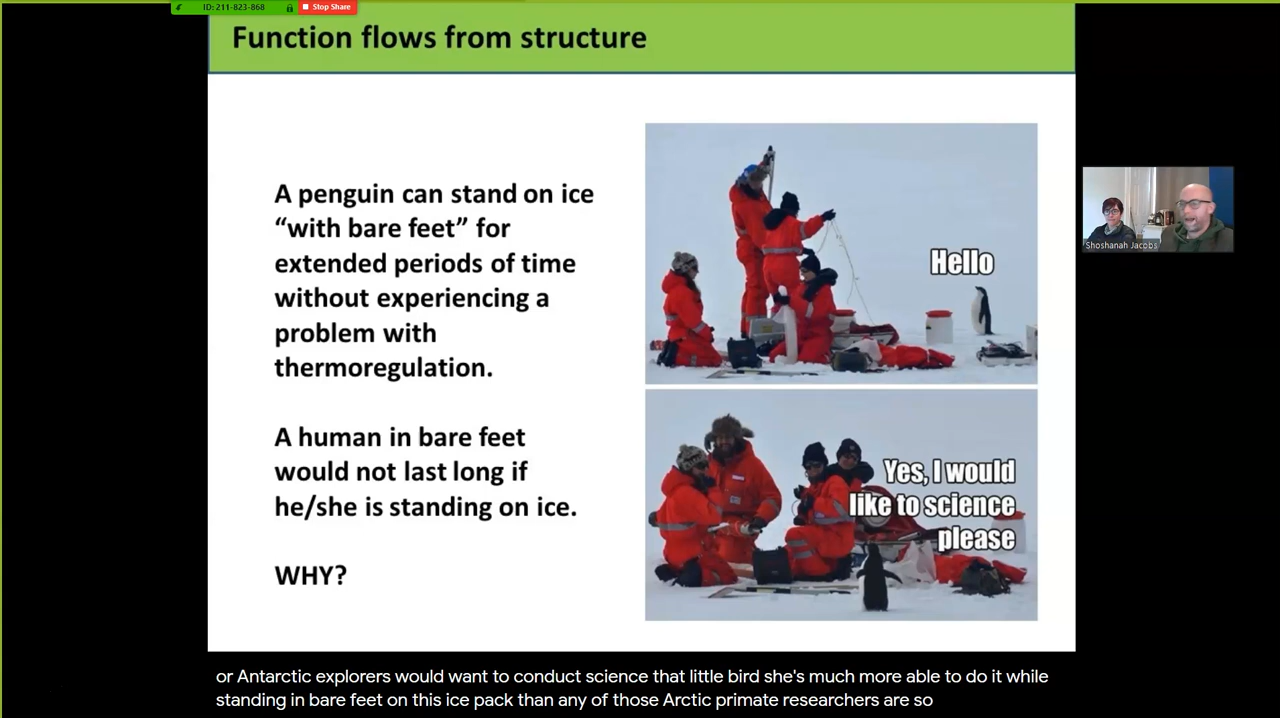 ID: 211-823-868
Stop Share
Function flows from structure
A penguin can stand on ice
“with bare feet” for
extended periods of time
without experiencing a
problem with
thermoregulation.
A human in bare feet
would not last long if
he/she is standing on ice.
WHY?
Hello
Yes, I would
like to science
please
Shoshanah Jacobs
or Antarctic explorers would want to conduct science that little bird she's much more able to do it while
standing in bare feet on this ice pack than any of those Arctic primate researchers are so